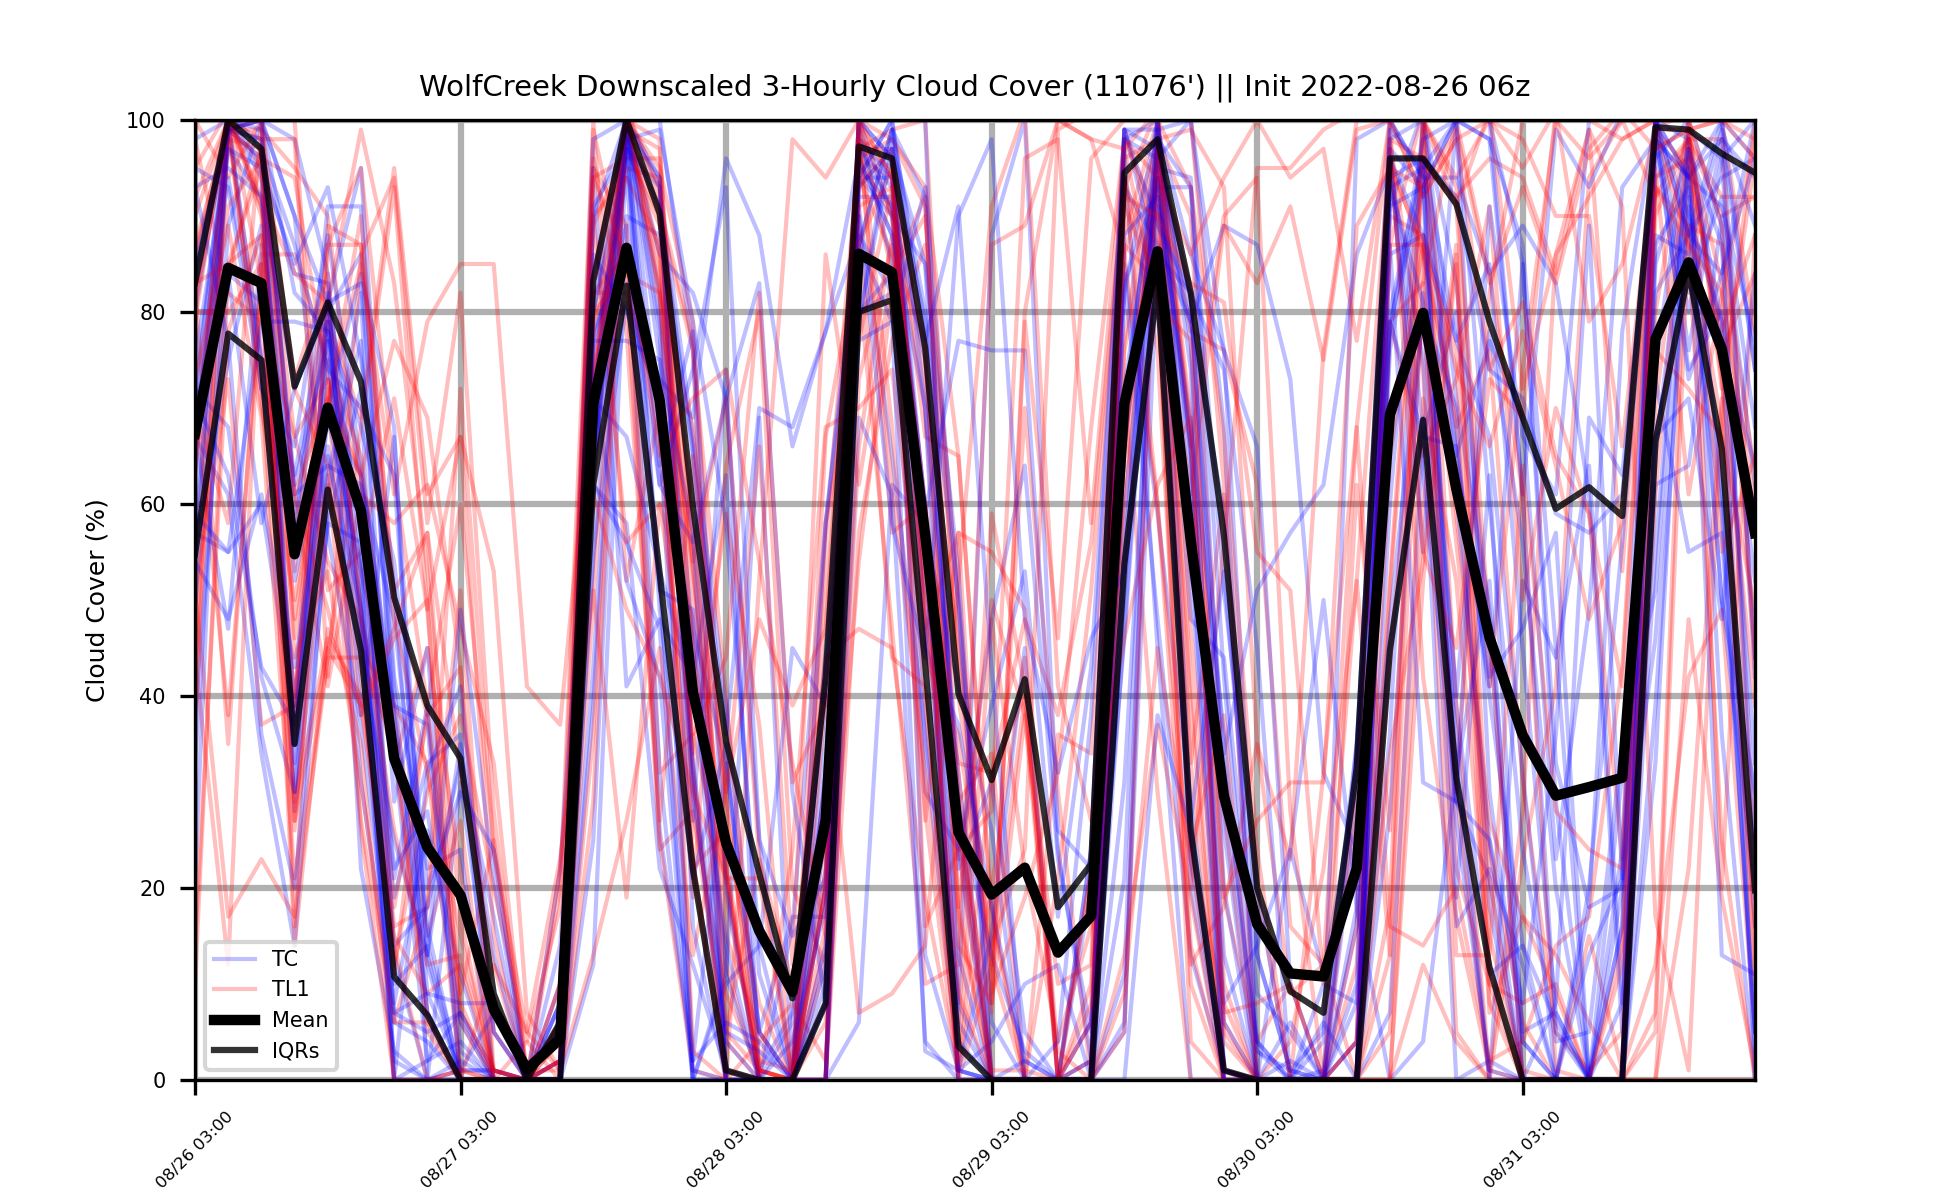 WolfCreek Downscaled 3-Hourly Cloud Cover (11076') || Init 2022-08-26 06z
Cloud Cover (%)
100
80
60
40
20
0
TC
TL1
Mean
IQRs
08/26 03:00
08/27 03:00
08/28 03:00
08/29 03:00
08/30 03:00
08/31 03:00